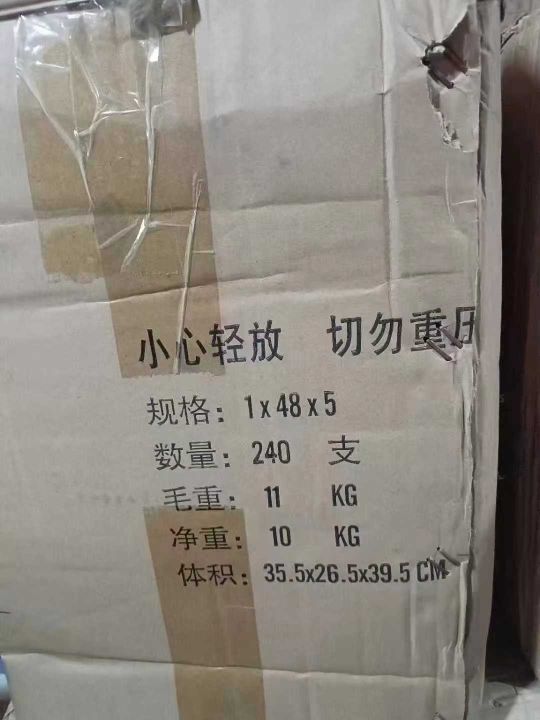 小心轻放 切勿重压
规格：1x48x5
数量：240 支
毛重：11 KG
净重：10 KG
体积：35.5x26.5x39.5 CM